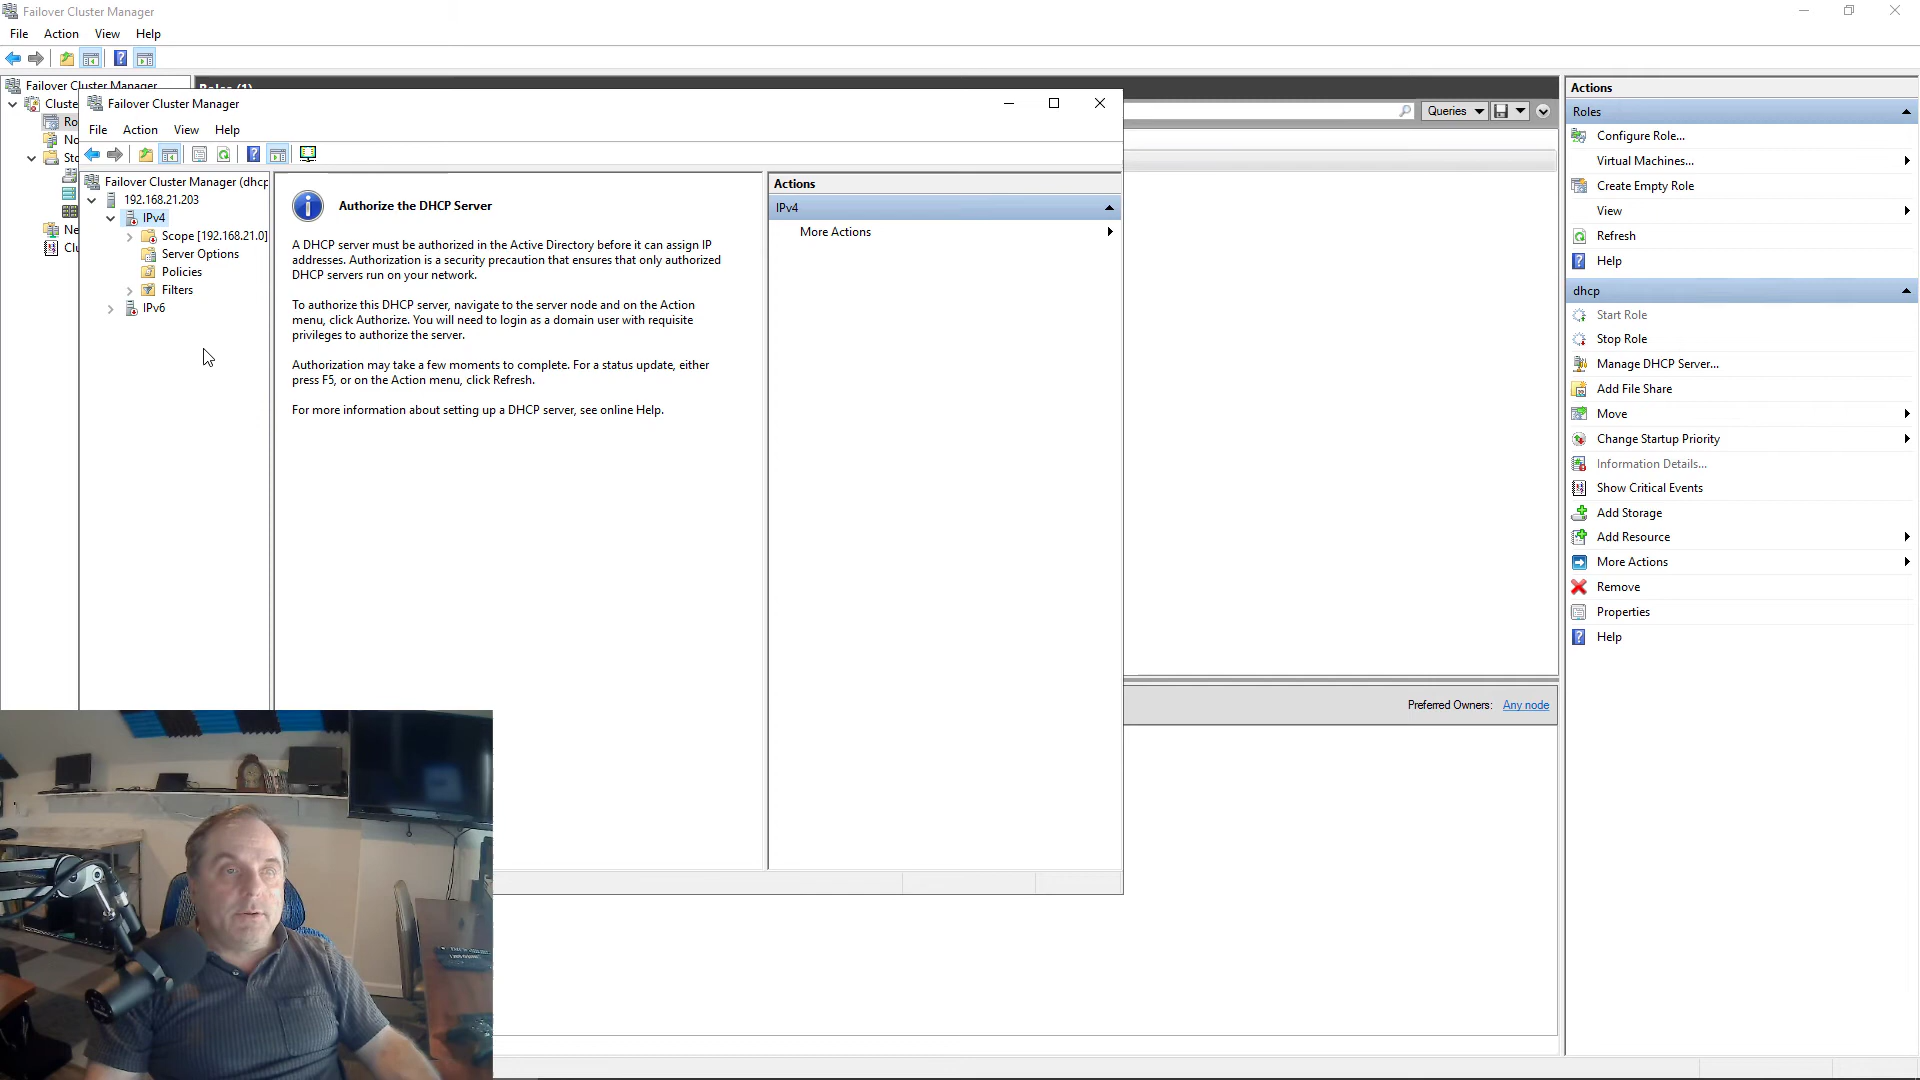 Failover Cluster Manager
File Action View Help
Failover Cluster Manager
Roles (1)
Cluste
Ro
No
Sto
Ne
Clu
Queries
Failover Cluster Manager
File Action View Help
Failover Cluster Manager (dhcp
192.168.21.203
IPv4
Scope [192.168.21.0]
Server Options
Policies
Filters
IPv6
Authorize the DHCP Server
A DHCP server must be authorized in the Active Directory before it can assign IP
addresses. Authorization is a security precaution that ensures that only authorized
DHCP servers run on your network.
To authorize this DHCP server, navigate to the server node and on the Action
menu, click Authorize. You will need to login as a domain user with requisite
privileges to authorize the server.
Authorization may take a few moments to complete. For a status update, either
press F5, or on the Action menu, click Refresh.
For more information about setting up a DHCP server, see online Help.
Actions
IPv4
More Actions
Preferred Owners: Any node
Actions
Roles
Configure Role...
Virtual Machines...
Create Empty Role
View
Refresh
Help
dhcp
Start Role
Stop Role
Manage DHCP Server...
Add File Share
Move
Change Startup Priority
Information Details...
Show Critical Events
Add Storage
Add Resource
More Actions
Remove
Properties
Help